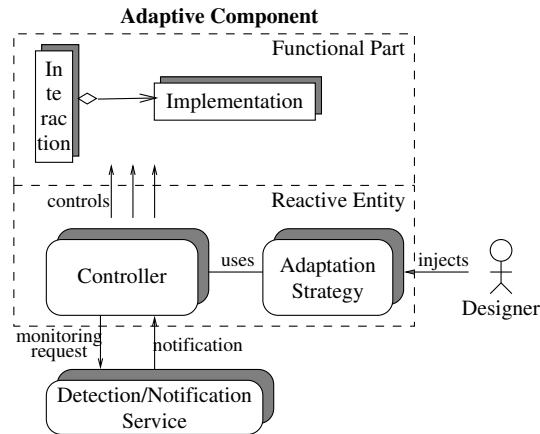 Adaptive Component
Functional Part
In
te
rac
tion
Implementation
controls
Reactive Entity
Controller
uses
Adaptation
Strategy
injects
Designer
monitoring
request
notification
Detection/Notification
Service